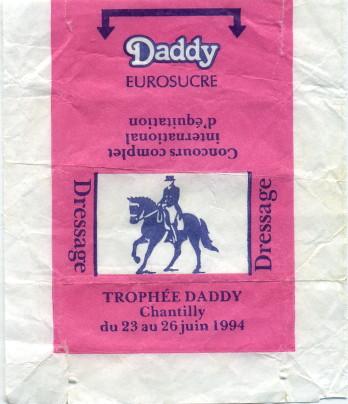 Daddy
EUROSUCRE
Concours complet
international
d'équitation
Dressage
Dressage
TROPHÉE DADDY
Chantilly
du 23 au 26 juin 1994